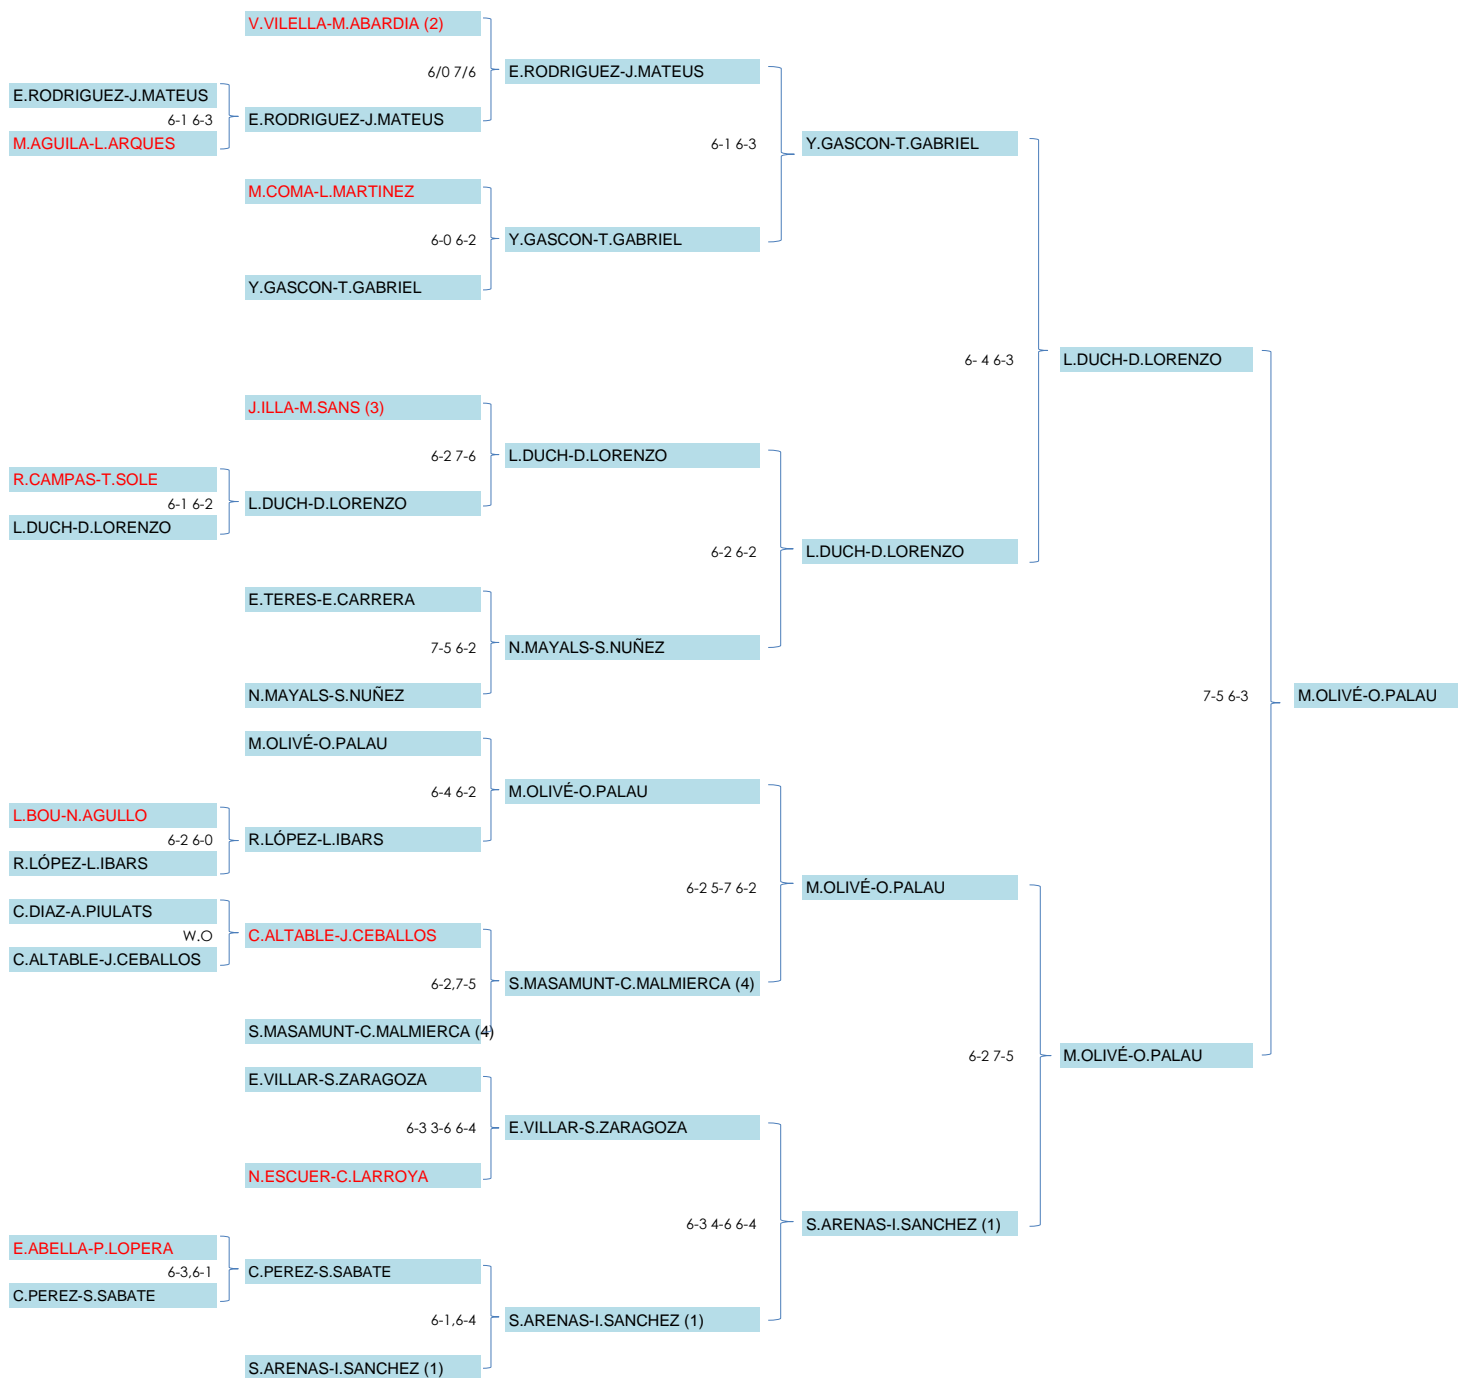 V.VILELLA-M.ABARDIA (2)
6/0 7/6
E.RODRIGUEZ-J.MATEUS
E.RODRIGUEZ-J.MATEUS
6-1 6-3
E.RODRIGUEZ-J.MATEUS
M.AGUILA-L.ARQUES
6-1 6-3
Y.GASCON-T.GABRIEL
M.COMA-L.MARTINEZ
6-0 6-2
Y.GASCON-T.GABRIEL
Y.GASCON-T.GABRIEL
6- 4 6-3
L.DUCH-D.LORENZO
J.ILLA-M.SANS (3)
6-2 7-6
L.DUCH-D.LORENZO
R.CAMPAS-T.SOLE
6-1 6-2
L.DUCH-D.LORENZO
L.DUCH-D.LORENZO
6-2 6-2
L.DUCH-D.LORENZO
E.TERES-E.CARRERA
7-5 6-2
N.MAYALS-S.NUÑEZ
N.MAYALS-S.NUÑEZ
7-5 6-3
M.OLIVÉ-O.PALAU
M.OLIVÉ-O.PALAU
6-4 6-2
M.OLIVÉ-O.PALAU
L.BOU-N.AGULLO
6-2 6-0
R.LÓPEZ-L.IBARS
R.LÓPEZ-L.IBARS
6-2 5-7 6-2
M.OLIVÉ-O.PALAU
C.DIAZ-A.PIULATS
W.O
C.ALTABLE-J.CEBALLOS
C.ALTABLE-J.CEBALLOS
6-2,7-5
S.MASAMUNT-C.MALMIERCA (4)
S.MASAMUNT-C.MALMIERCA (4)
6-2 7-5
M.OLIVÉ-O.PALAU
E.VILLAR-S.ZARAGOZA
6-3 3-6 6-4
E.VILLAR-S.ZARAGOZA
N.ESCUER-C.LARROYA
6-3 4-6 6-4
S.ARENAS-I.SANCHEZ (1)
E.ABELLA-P.LOPERA
6-3,6-1
C.PEREZ-S.SABATE
C.PEREZ-S.SABATE
6-1,6-4
S.ARENAS-I.SANCHEZ (1)
S.ARENAS-I.SANCHEZ (1)